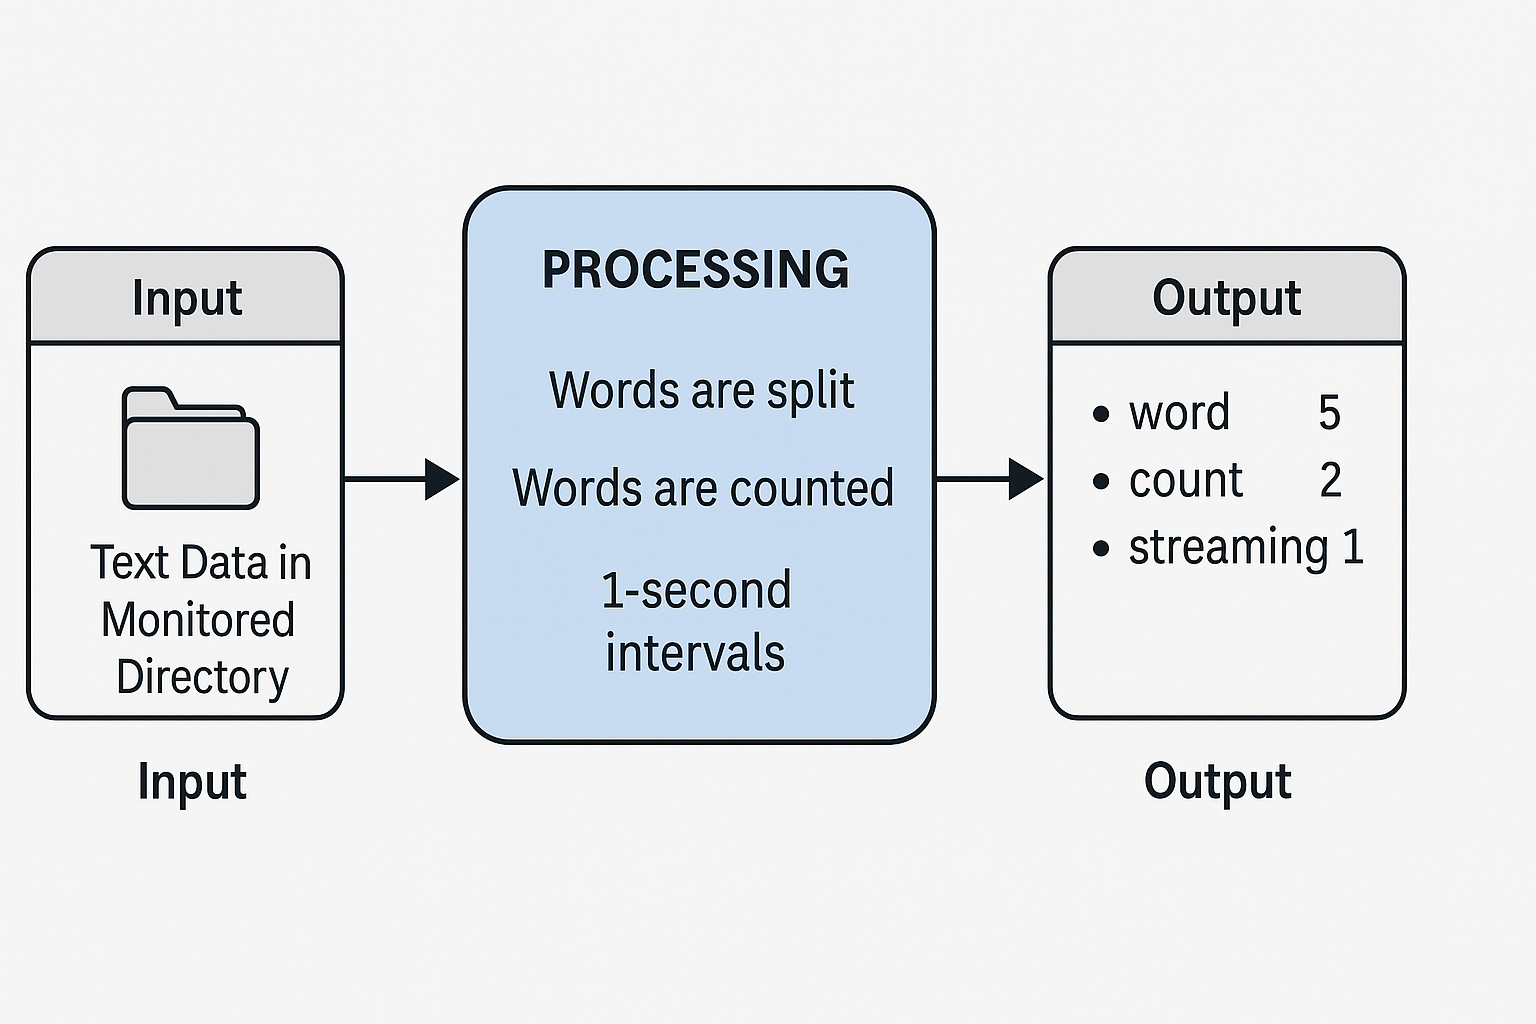 Input
Text Data in
Monitored
Directory
Input
PROCESSING
Words are split
Words are counted
1-second
intervals
Output
• word 5
• count 2
• streaming 1
Output